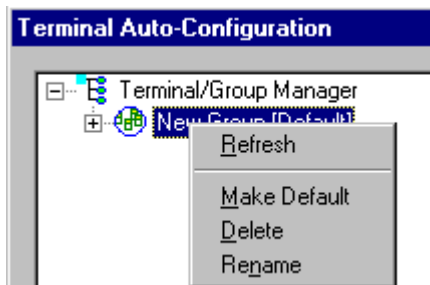 Terminal Auto-Configuration
Terminal/Group Manager
New Group [Default]
Refresh
Make Default
Delete
Rename